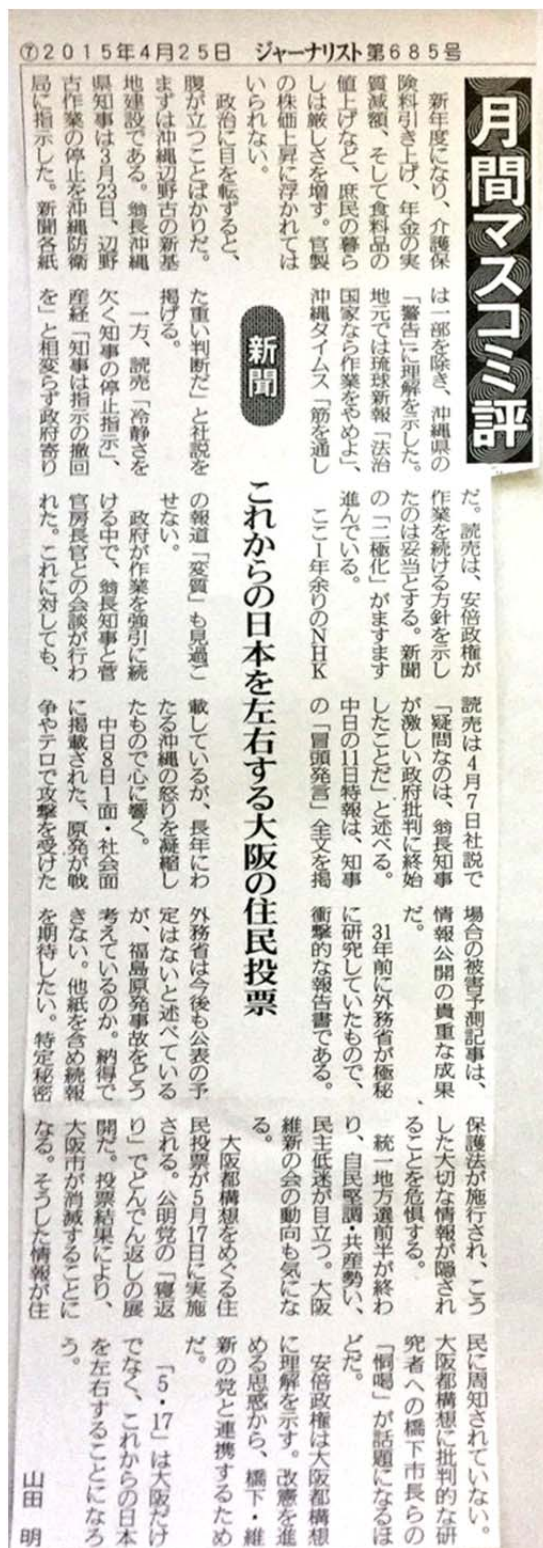 ⑦２０１５年４月２５日　ジャーナリスト第６８５号
月間マスコミ評
新聞
これからの日本を左右する大阪の住民投票
新年度になり、介護保
険料引き上げ、年金の実
質減額、そして食料品の
値上げなど、庶民の暮ら
しは厳しさを増す。官製
の株価上昇に浮かれては
いられない。
政治に目を転ずると、
腹が立つことばかりだ。
まずは沖縄辺野古の新基
地建設である。翁長沖縄
県知事は3月23日、辺野
古作業の停止を沖縄防衛
局に指示した。新聞各紙
は一部を除き、沖縄県の
「警告」に理解を示した。
地元では琉球新報「法治
国家なら作業をやめよ」、
沖縄タイムス「筋を通し
た重い判断だ」と社説を
掲げる。
一方、読売「冷静さを
欠く知事の停止指示」、
産経「知事は指示の撤回
を」と相変らず政府寄り
だ。読売は、安倍政権が
作業を続ける方針を示し
たのは妥当とする。新聞
の「二極化」がますます
進んでいる。
ここ1年余りのNHK
の報道「変質」も見過ご
せない。
政府が作業を強引に続
ける中で、翁長知事と菅
官房長官との会談が行わ
れた。これに対しても、
読売は4月7日社説で
「疑問なのは、翁長知事
が激しい政府批判に終始
したことだ」と述べる。
中日の11日特報は、知事
の「冒頭発言」全文を掲
載しているが、長年にわ
たる沖縄の怒りを凝縮し
たもので心に響く。
中日8日1面・社会面
に掲載された、原発が戦
争やテロで攻撃を受けた
場合の被害予測記事は、
情報公開の貴重な成果
だ。
31年前に外務省が極秘
に研究していたもので、
衝撃的な報告書である。
外務省は今後も公表の予
定はないと述べている
が、福島原発事故をどう
考えているのか。納得で
きない。他紙を含め続報
を期待したい。特定秘密
保護法が施行され、こう
した大切な情報が隠され
ることを危惧する。
統一地方選前半が終わ
り、自民堅調・共産勢い、
民主低迷が目立つ。大阪
維新の会の動向も気にな
る。
大阪都構想をめぐる住
民投票が5月17日に実施
される。公明党の「寝返
り」でどんでん返しの展
開だ。投票結果により、
大阪市が消滅することに
なる。そうした情報が住
民に周知されていない。
大阪都構想に批判的な研
究者への橋下市長らの
「恫喝」が話題になるほ
どだ。
安倍政権は大阪都構想
に理解を示す。改憲を進
める思惑から、橋下・維
新の党と連携するため
だ。
「5・17」は大阪だけ
でなく、これからの日本
を左右することになろ
う。
山田　明